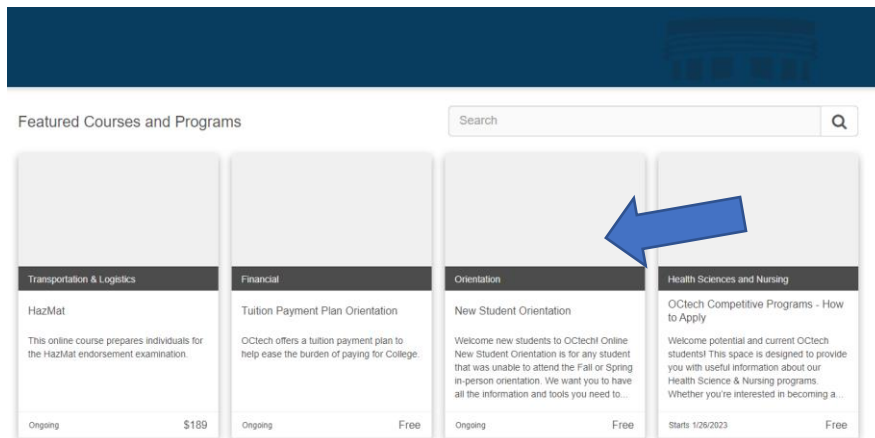 Featured Courses and Programs
Search
Transportation & Logistics
HazMat
This online course prepares individuals for
the HazMat endorsement examination.
Ongoing
$189
Financial
Tuition Payment Plan Orientation
OCtech offers a tuition payment plan to
help ease the burden of paying for College.
Ongoing
Free
Orientation
New Student Orientation
Welcome new students to OCtech! Online
New Student Orientation is for any student
that was unable to attend the Fall or Spring
in-person orientation. We want you to have
all the information and tools you need to...
Ongoing
Free
Health Sciences and Nursing
OCtech Competitive Programs - How
to Apply
Welcome potential and current OCtech
students! This space is designed to provide
you with useful information about our
Health Science & Nursing programs.
Whether you're interested in becoming a...
Starts 1/26/2023
Free